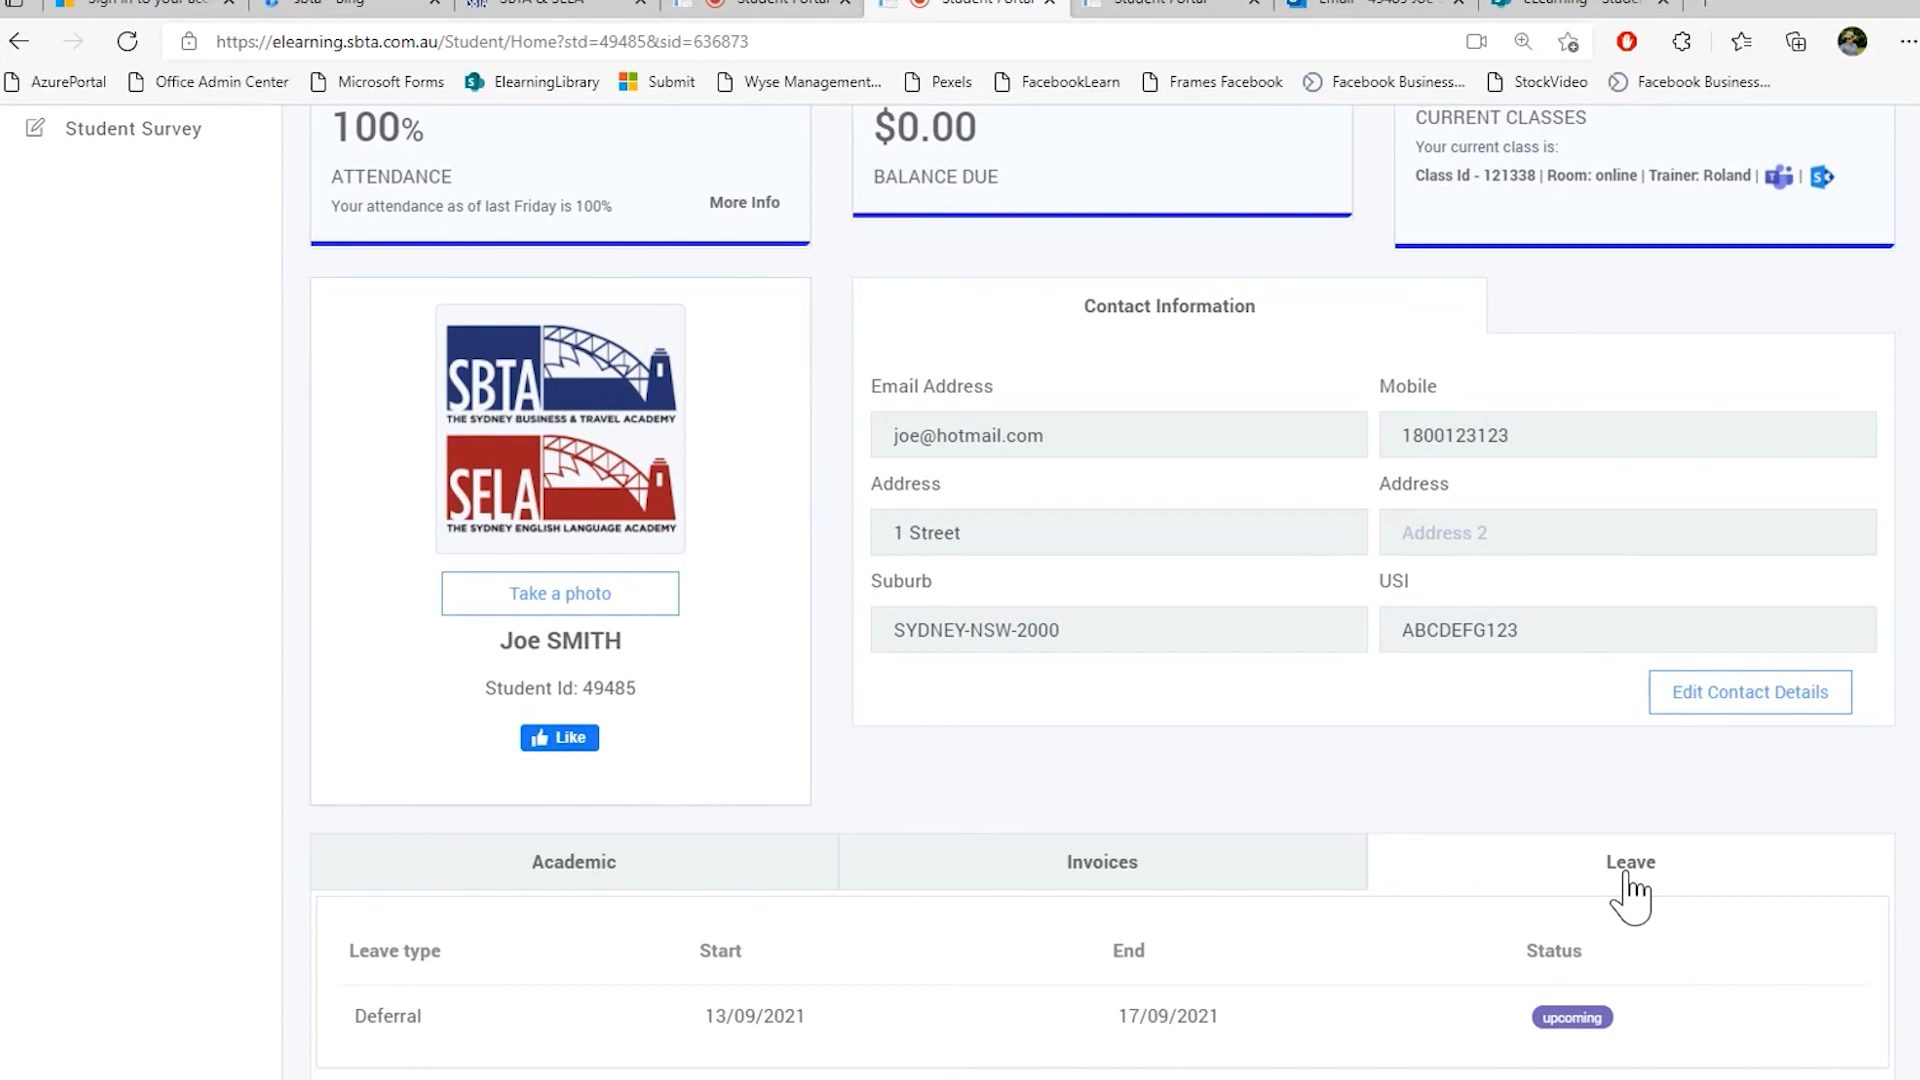 https://elearning.sbta.com.au/Student/Home?std=49485&sid=636873
AzurePortal Office Admin Center Microsoft Forms ElearningLibrary Submit Wyse Management... Pexels FacebookLearn Frames Facebook Facebook Business... StockVideo Facebook Business...
Student Survey
100%
ATTENDANCE
Your attendance as of last Friday is 100%
More Info
$0.00
BALANCE DUE
CURRENT CLASSES
Your current class is:
Class Id - 121338 | Room: online | Trainer: Roland | |
SBTA
THE SYDNEY BUSINESS & TRAVEL ACADEMY
SELA
THE SYDNEY ENGLISH LANGUAGE ACADEMY
Take a photo
Joe SMITH
Student Id: 49485
Like
Contact Information
Email Address Mobile
joe@hotmail.com 1800123123
Address Address
1 Street Address 2
Suburb USI
SYDNEY-NSW-2000 ABCDEFG123
Edit Contact Details
Academic Invoices Leave
Leave type Start End Status
Deferral 13/09/2021 17/09/2021 upcoming